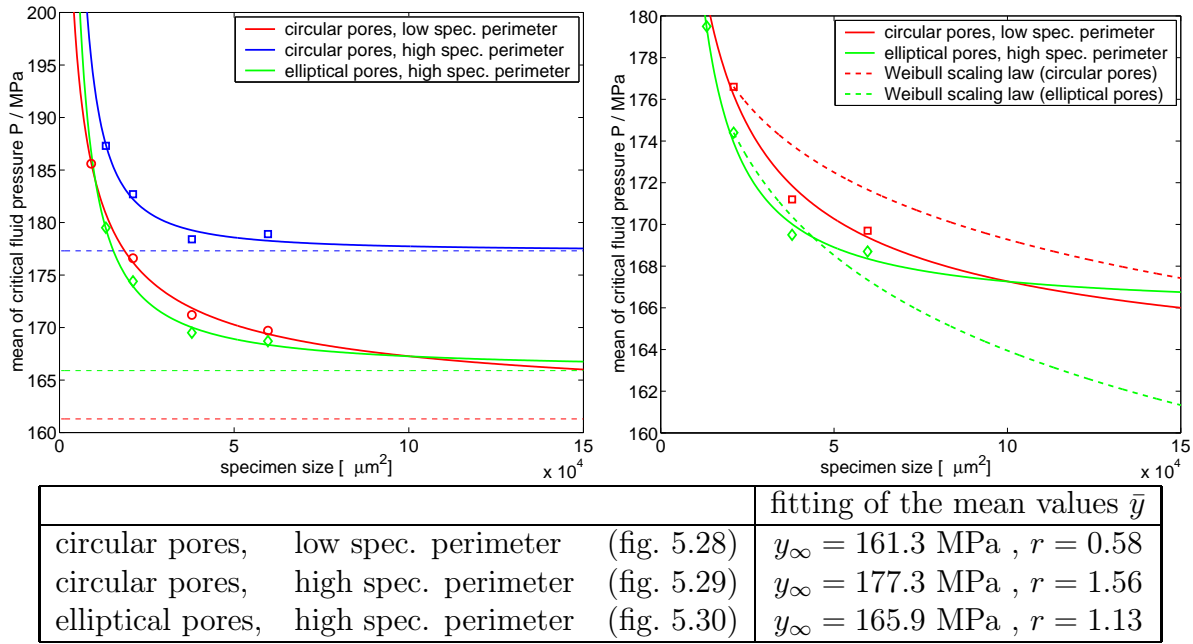 200
195
190
185
180
175
170
165
160
mean of critical fluid pressure P / MPa
circular pores, low spec. perimeter
circular pores, high spec. perimeter
elliptical pores, high spec. perimeter
0
5
10
15
specimen size [ μm²]
x 10⁴
180
178
176
174
172
170
168
166
164
162
160
mean of critical fluid pressure P / MPa
circular pores, low spec. perimeter
elliptical pores, high spec. perimeter
Weibull scaling law (circular pores)
Weibull scaling law (elliptical pores)
0
5
10
15
specimen size [ μm²]
x 10⁴
fitting of the mean values ȳ
circular pores, low spec. perimeter (fig. 5.28) y∞ = 161.3 MPa , r = 0.58
circular pores, high spec. perimeter (fig. 5.29) y∞ = 177.3 MPa , r = 1.56
elliptical pores, high spec. perimeter (fig. 5.30) y∞ = 165.9 MPa , r = 1.13